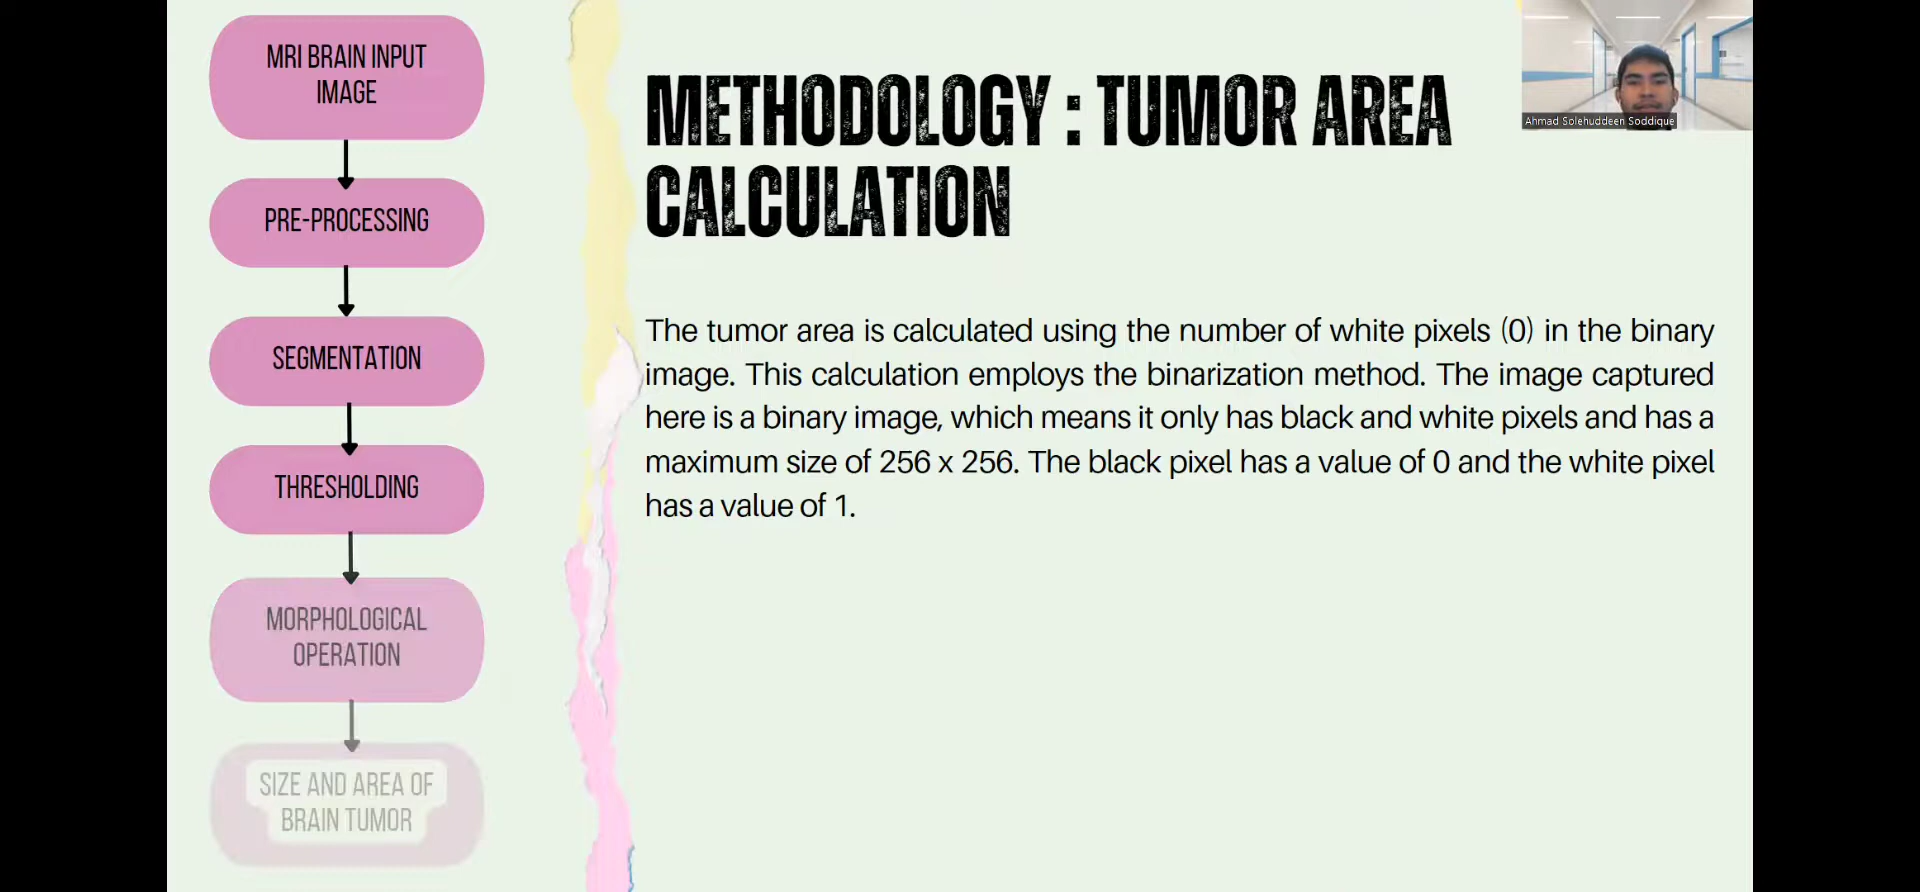 MRI BRAIN INPUT
IMAGE
PRE-PROCESSING
SEGMENTATION
THRESHOLDING
MORPHOLOGICAL
OPERATION
SIZE AND AREA OF
BRAIN TUMOR
METHODOLOGY : TUMOR AREA
CALCULATION
The tumor area is calculated using the number of white pixels (0) in the binary
image. This calculation employs the binarization method. The image captured
here is a binary image, which means it only has black and white pixels and has a
maximum size of 256 x 256. The black pixel has a value of 0 and the white pixel
has a value of 1.
Ahmad Solehuddeen Soddique